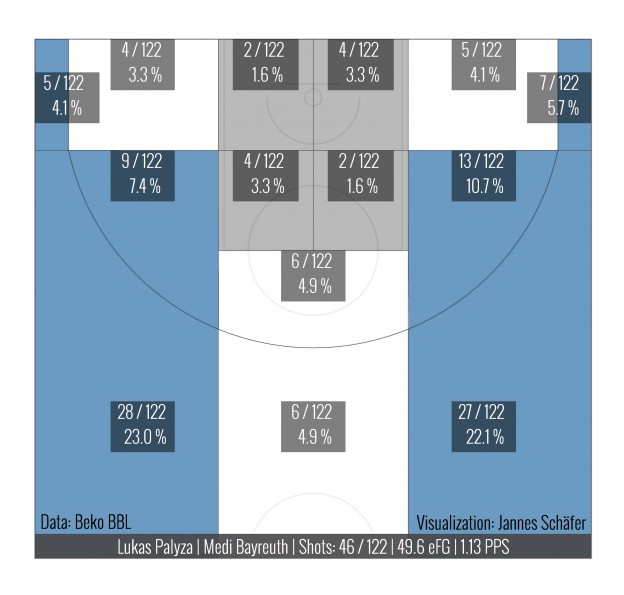 4 / 122
3.3 %
2 / 122
1.6 %
4 / 122
3.3 %
5 / 122
4.1 %
5 / 122
4.1 %
7 / 122
5.7 %
9 / 122
7.4 %
4 / 122
3.3 %
2 / 122
1.6 %
13 / 122
10.7 %
6 / 122
4.9 %
28 / 122
23.0 %
6 / 122
4.9 %
27 / 122
22.1 %
Data: Beko BBL
Visualization: Jannes Schäfer
Lukas Palyza | Medi Bayreuth | Shots: 46 / 122 | 49.6 eFG | 1.13 PPS